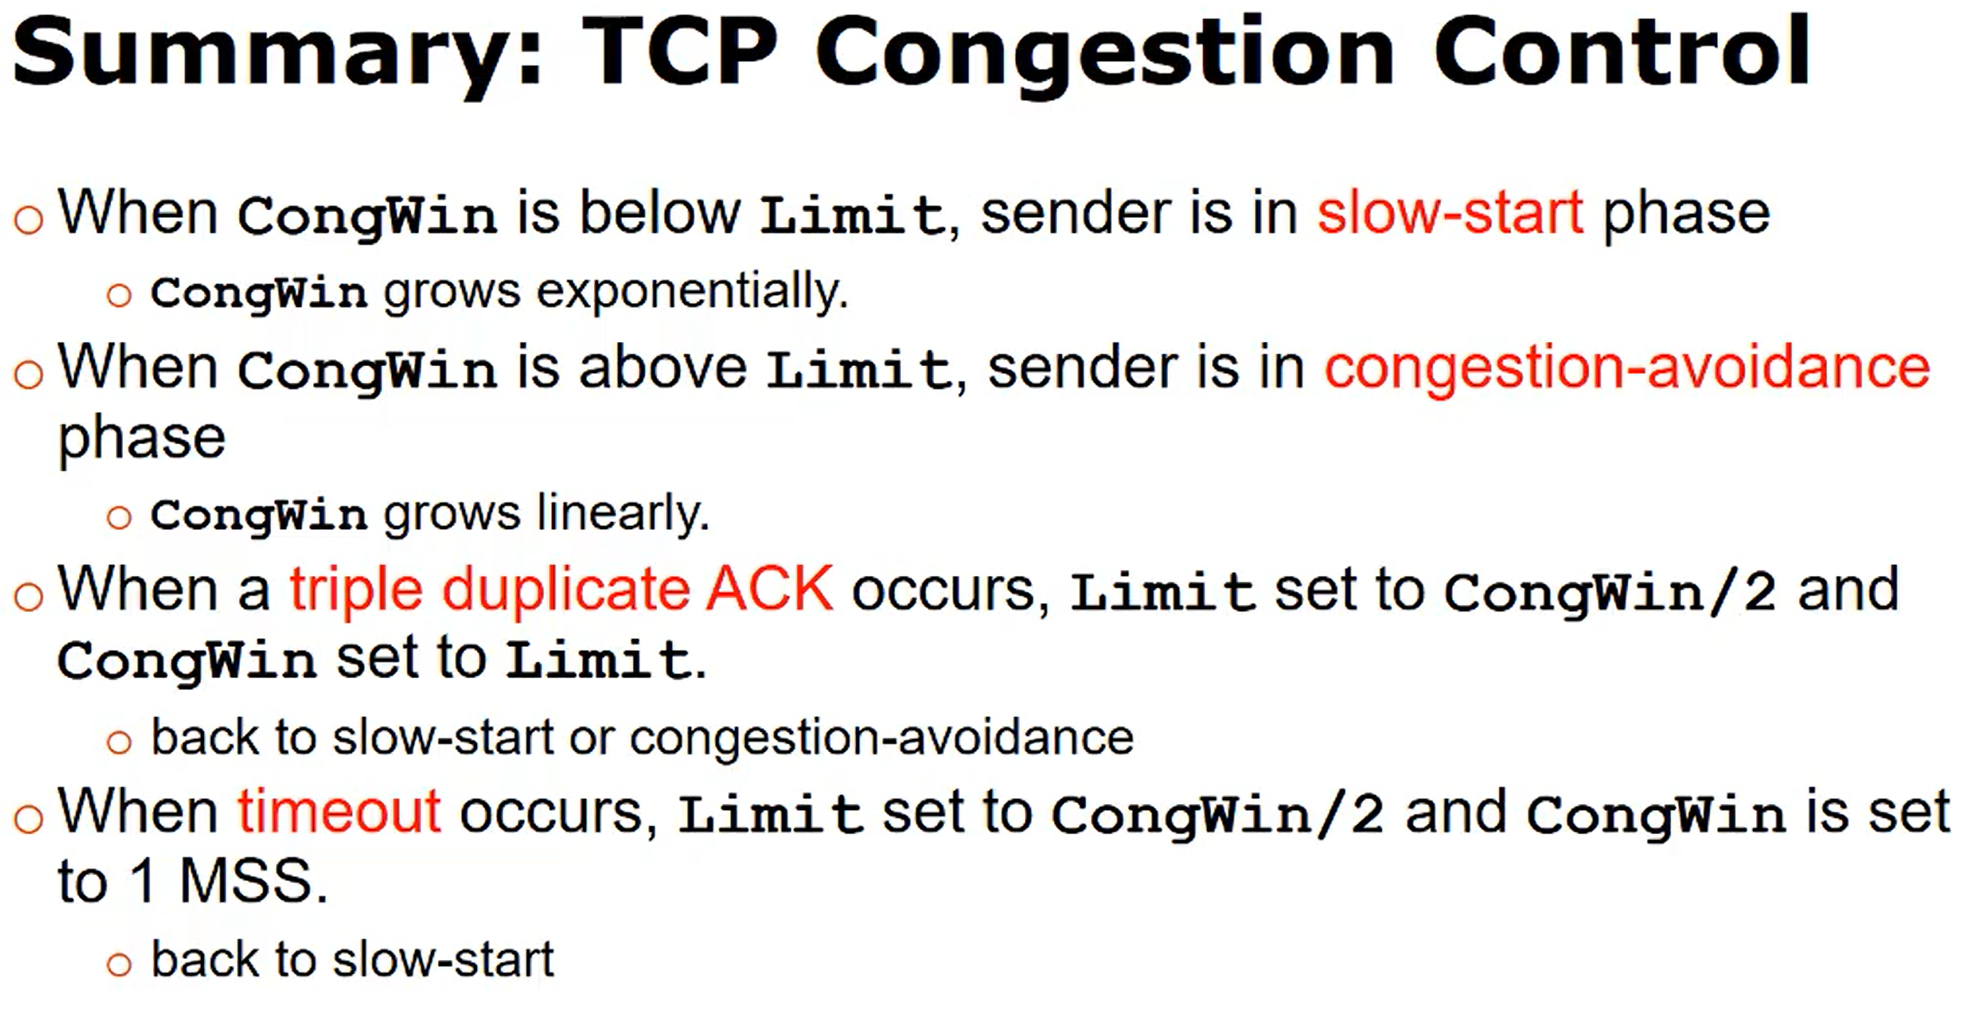 Summary: TCP Congestion Control
○ When CongWin is below Limit, sender is in slow-start phase
○ CongWin grows exponentially.
○ When CongWin is above Limit, sender is in congestion-avoidance
phase
○ CongWin grows linearly.
○ When a triple duplicate ACK occurs, Limit set to CongWin/2 and
CongWin set to Limit.
○ back to slow-start or congestion-avoidance
○ When timeout occurs, Limit set to CongWin/2 and CongWin is set
to 1 MSS.
○ back to slow-start